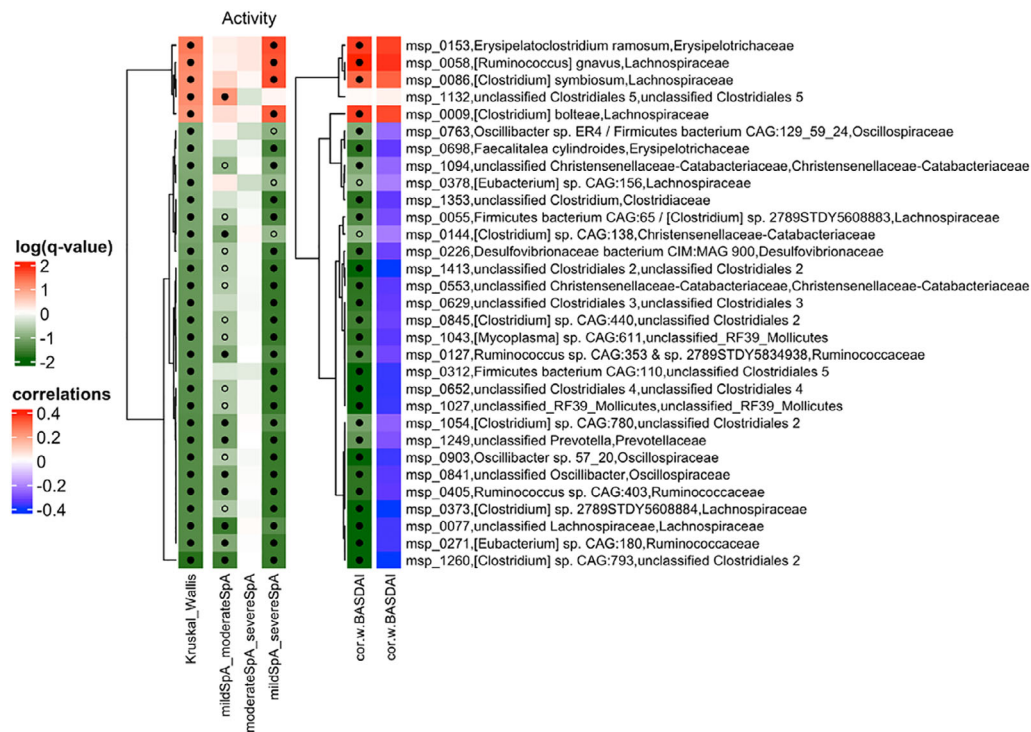 Activity
msp_0153,Erysipelatoclostridium ramosum,Erysipelotrichaceae
msp_0058,[Ruminococcus] gnavus,Lachnospiraceae
msp_0086,[Clostridium] symbiosum,Lachnospiraceae
msp_1132,unclassified Clostridiales 5,unclassified Clostridiales 5
msp_0009,[Clostridium] bolteae,Lachnospiraceae
msp_0763,Oscillibacter sp. ER4 / Firmicutes bacterium CAG:129_59_24,Oscillospiraceae
msp_0698,Faecalitalea cylindroides,Erysipelotrichaceae
msp_1094,unclassified Christensenellaceae-Catabacteriaceae,Christensenellaceae-Catabacteriaceae
msp_0378,[Eubacterium] sp. CAG:156,Lachnospiraceae
msp_1353,unclassified Clostridium,Clostridiaceae
msp_0055,Firmicutes bacterium CAG:65 / [Clostridium] sp. 2789STDY5608883,Lachnospiraceae
msp_0144,[Clostridium] sp. CAG:138,Christensenellaceae-Catabacteriaceae
msp_0226,Desulfovibrionaceae bacterium CIM:MAG 900,Desulfovibrionaceae
msp_1413,unclassified Clostridiales 2,unclassified Clostridiales 2
msp_0553,unclassified Christensenellaceae-Catabacteriaceae,Christensenellaceae-Catabacteriaceae
msp_0629,unclassified Clostridiales 3,unclassified Clostridiales 3
msp_0845,[Clostridium] sp. CAG:440,unclassified Clostridiales 2
msp_1043,[Mycoplasma] sp. CAG:611,unclassified_RF39_Mollicutes
msp_0127,Ruminococcus sp. CAG:353 & sp. 2789STDY5834938,Ruminococcaceae
msp_0312,Firmicutes bacterium CAG:110,unclassified Clostridiales 5
msp_0652,unclassified Clostridiales 4,unclassified Clostridiales 4
msp_1027,unclassified_RF39_Mollicutes,unclassified_RF39_Mollicutes
msp_1054,[Clostridium] sp. CAG:780,unclassified Clostridiales 2
msp_1249,unclassified Prevotella,Prevotellaceae
msp_0903,Oscillibacter sp. 57_20,Oscillospiraceae
msp_0841,unclassified Oscillibacter,Oscillospiraceae
msp_0405,Ruminococcus sp. CAG:403,Ruminococcaceae
msp_0373,[Clostridium] sp. 2789STDY5608884,Lachnospiraceae
msp_0077,unclassified Lachnospiraceae,Lachnospiraceae
msp_0271,[Eubacterium] sp. CAG:180,Ruminococcaceae
msp_1260,[Clostridium] sp. CAG:793,unclassified Clostridiales 2
log(q-value)
2
1
0
-1
-2
correlations
0.4
0.2
0
-0.2
-0.4
Kruskal_Wallis
mildSpA_moderateSpA
moderateSpA_severeSpA
mildSpA_severeSpA
cor.w.BASDAI
cor.w.BASDAI